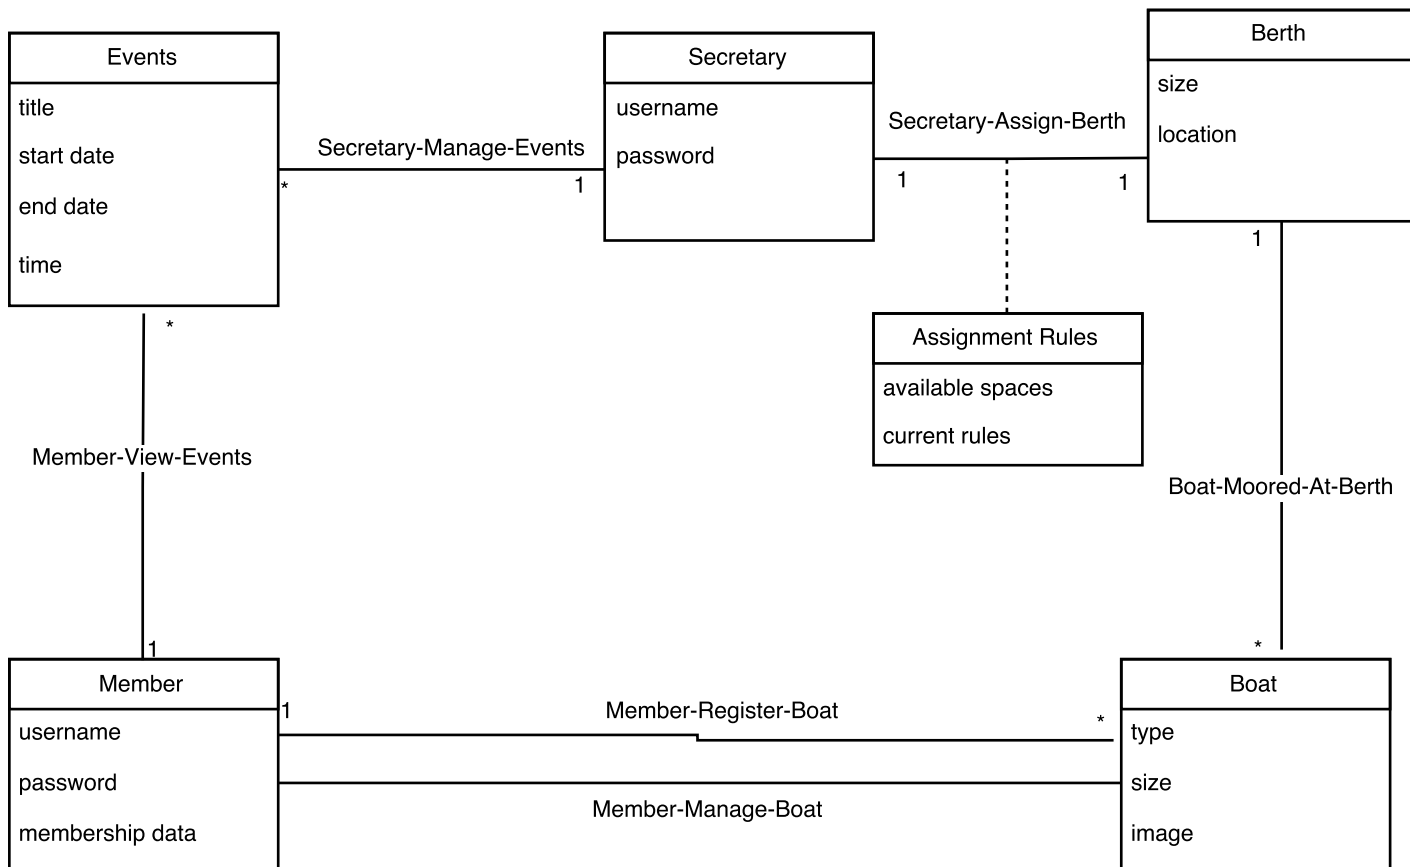 Events
title
start date
end date
time
Secretary-Manage-Events
*
1
Secretary
username
password
Secretary-Assign-Berth
1
1
Berth
size
location
1
Assignment Rules
available spaces
current rules
*
Member-View-Events
1
Boat-Moored-At-Berth
*
Member
username
password
membership data
1
Member-Register-Boat
*
Member-Manage-Boat
Boat
type
size
image